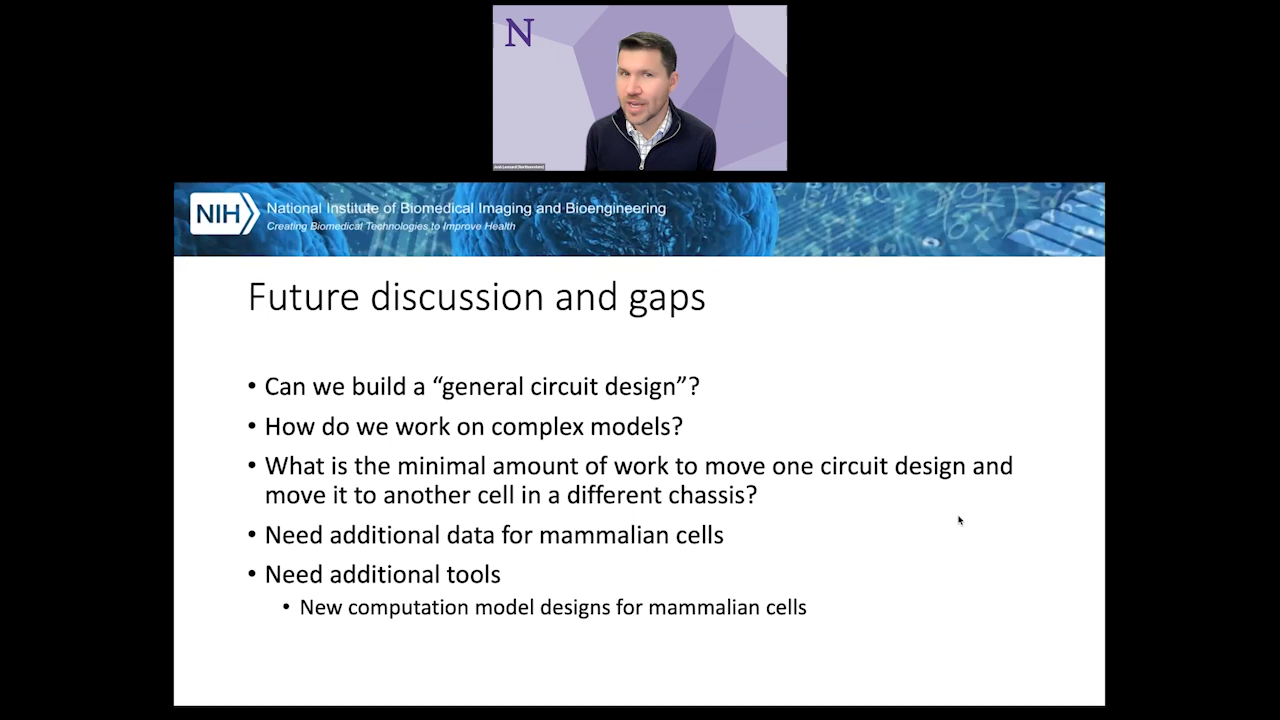 N
NIH
National Institute of Biomedical Imaging and Bioengineering
Creating Biomedical Technologies to Improve Health
Future discussion and gaps
• Can we build a “general circuit design”?
• How do we work on complex models?
• What is the minimal amount of work to move one circuit design and
move it to another cell in a different chassis?
• Need additional data for mammalian cells
• Need additional tools
• New computation model designs for mammalian cells